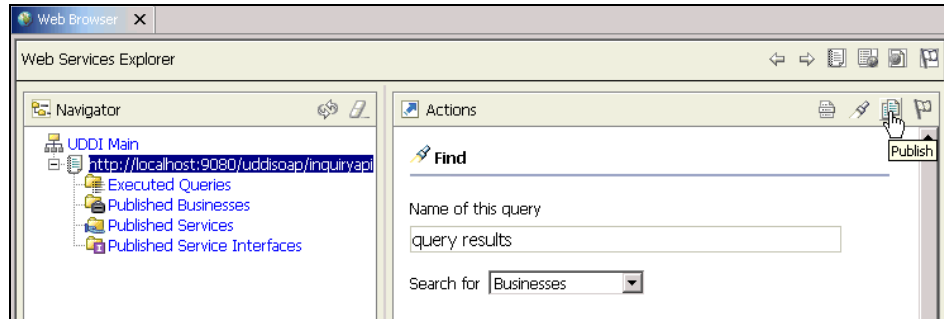 Web Browser
Web Services Explorer
Navigator
UDDI Main
http://localhost:9080/uddisoap/inquiryapi
Executed Queries
Published Businesses
Published Services
Published Service Interfaces
Actions
Publish
Find
Name of this query
query results
Search for Businesses